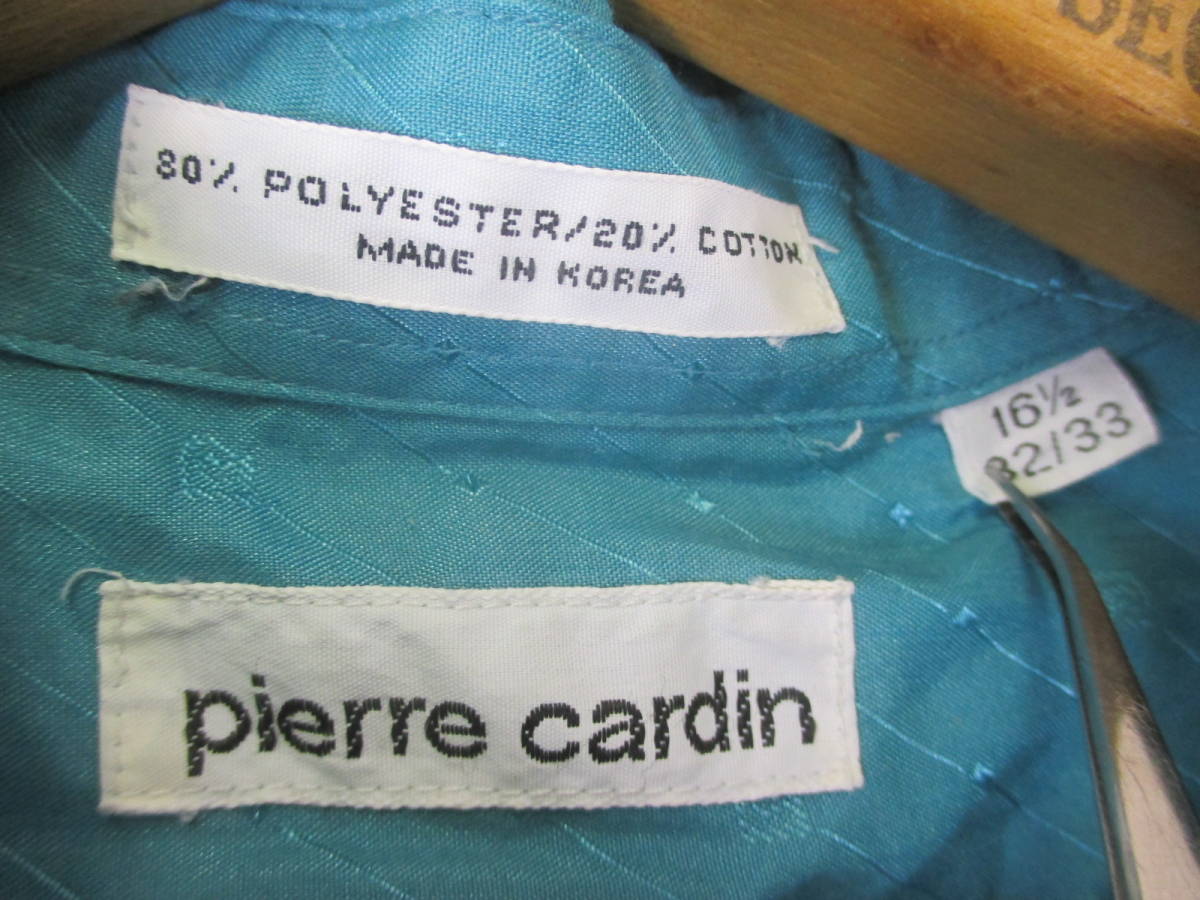 80% POLYESTER/20% COTTON
MADE IN KOREA
16½
32/33
pierre cardin